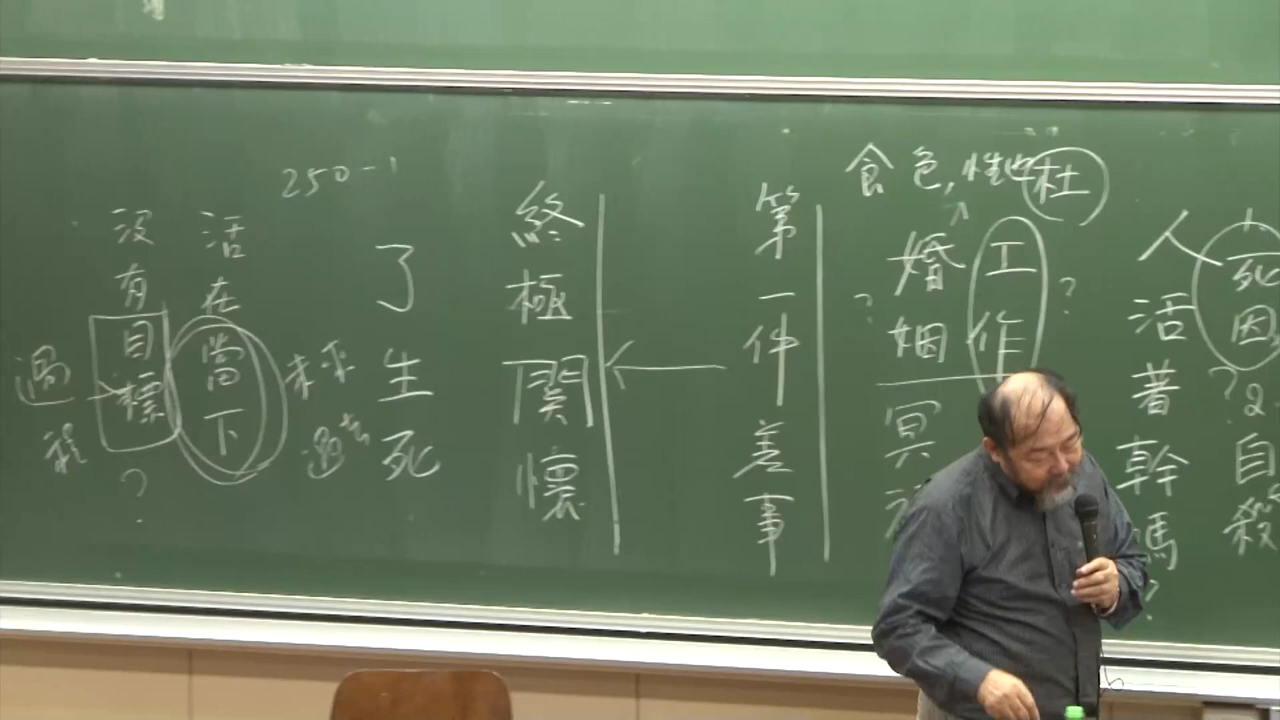 死因
?2自殺
人活著幹嗎?
食色,性也 杜
工作?
婚姻?
冥
第一件差事
終極關懷
了生死
250-1
未來
過去
活在當下
沒有目標?
過程